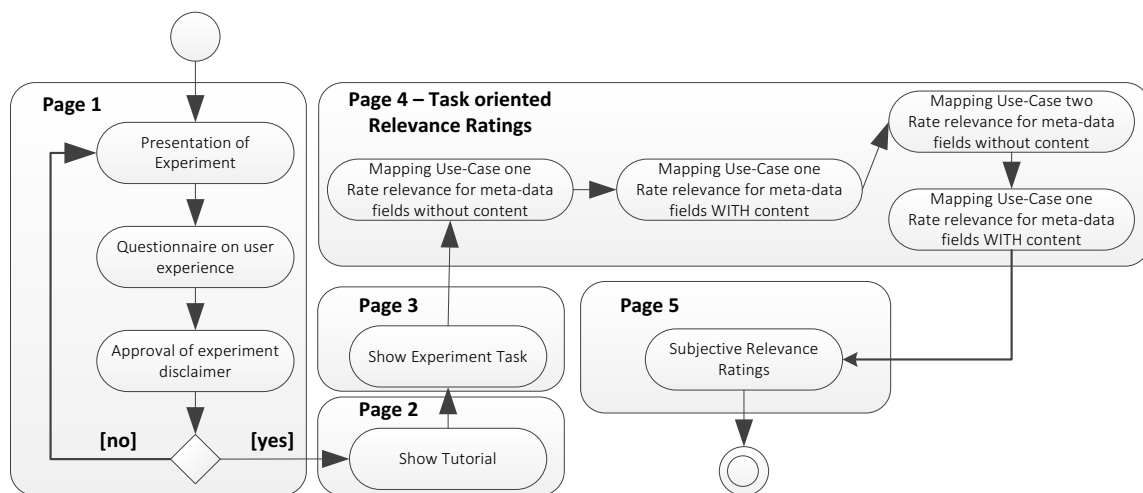 Page 1
Presentation of
Experiment
Questionnaire on user
experience
Approval of experiment
disclaimer
[no]
[yes]
Page 2
Show Tutorial
Page 3
Show Experiment Task
Page 4 – Task oriented
Relevance Ratings
Mapping Use-Case one
Rate relevance for meta-data
fields without content
Mapping Use-Case one
Rate relevance for meta-data
fields WITH content
Mapping Use-Case two
Rate relevance for meta-data
fields without content
Mapping Use-Case one
Rate relevance for meta-data
fields WITH content
Page 5
Subjective Relevance
Ratings